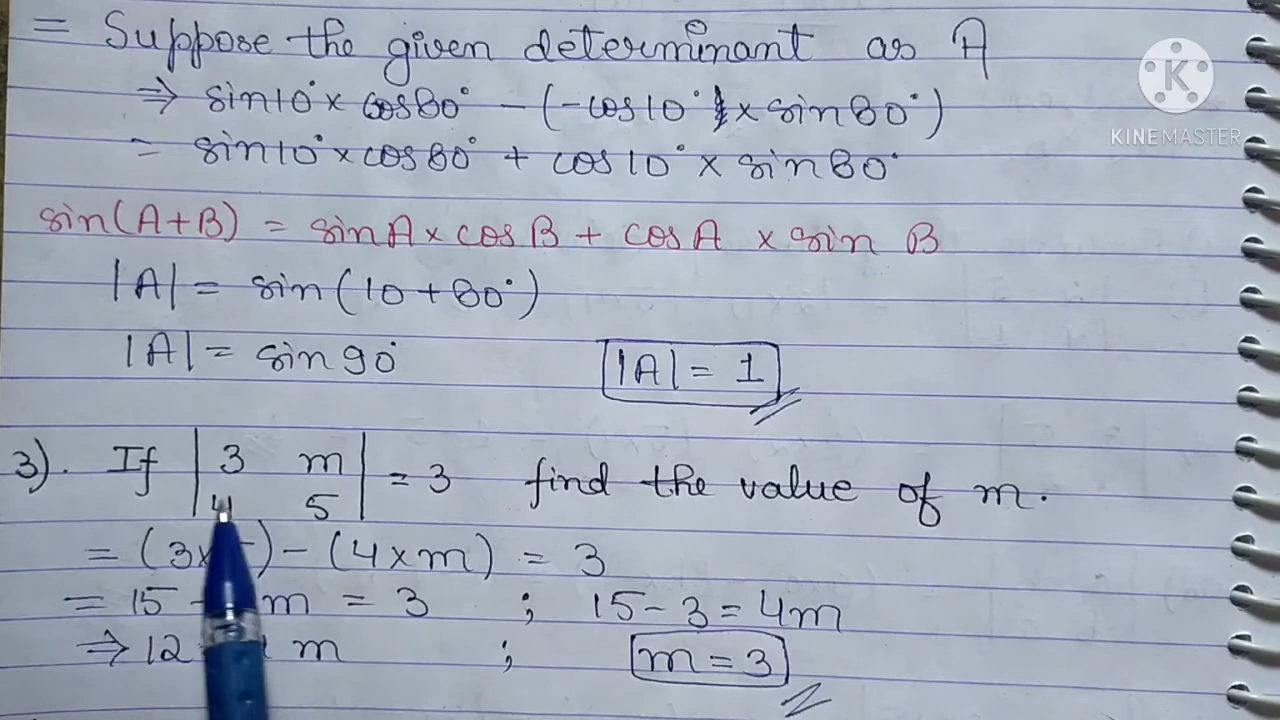 = Suppose the given determinant as A
K
⇒ sin10° × cos80° - (-cos10° × sin80°)
KINEMASTER
= sin10° × cos80° + cos10° × sin80°
sin(A+B) = sinA × cosB + cosA × sin B
|A| = sin(10+80°)
|A| = sin90° |A| = 1
3). If | 3 m | = 3 find the value of m.
4 5
= (3× ) - (4×m) = 3
= 15 - m = 3 ; 15-3 = 4m
⇒ 12 m ; m = 3